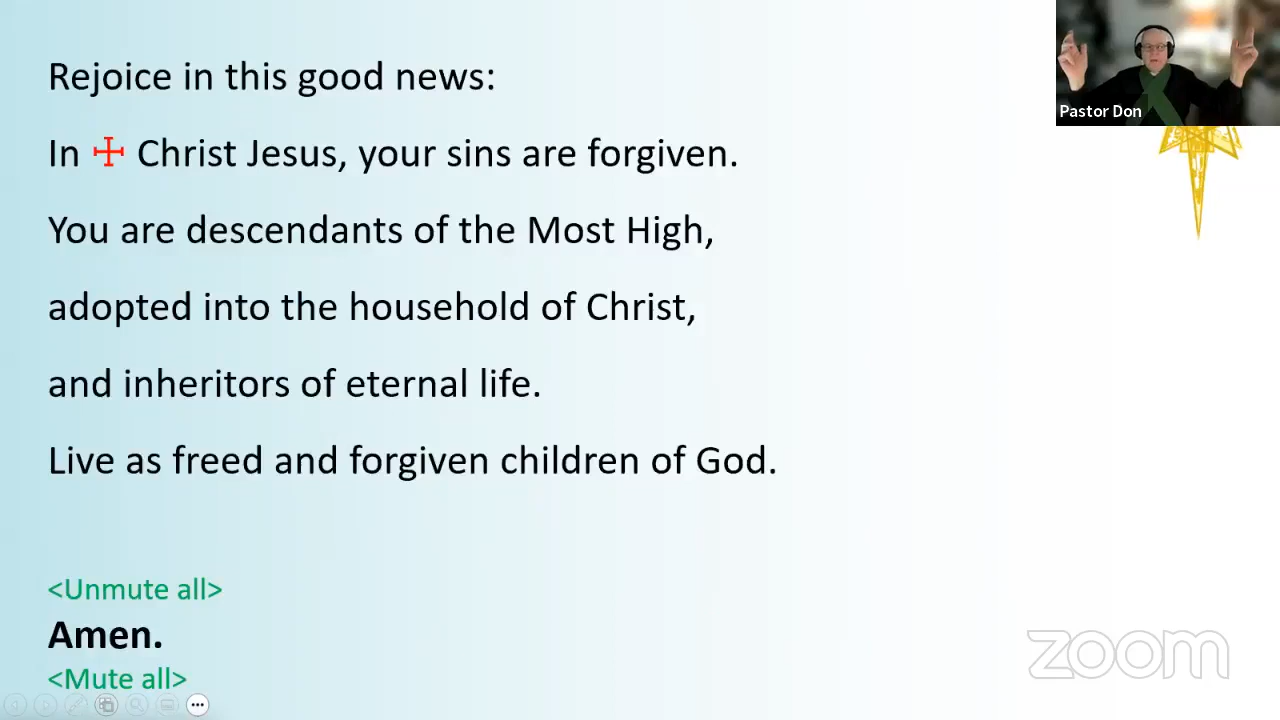 Rejoice in this good news:
In ☩ Christ Jesus, your sins are forgiven.
You are descendants of the Most High,
adopted into the household of Christ,
and inheritors of eternal life.
Live as freed and forgiven children of God.
<Unmute all>
Amen.
<Mute all>
Pastor Don
zoom